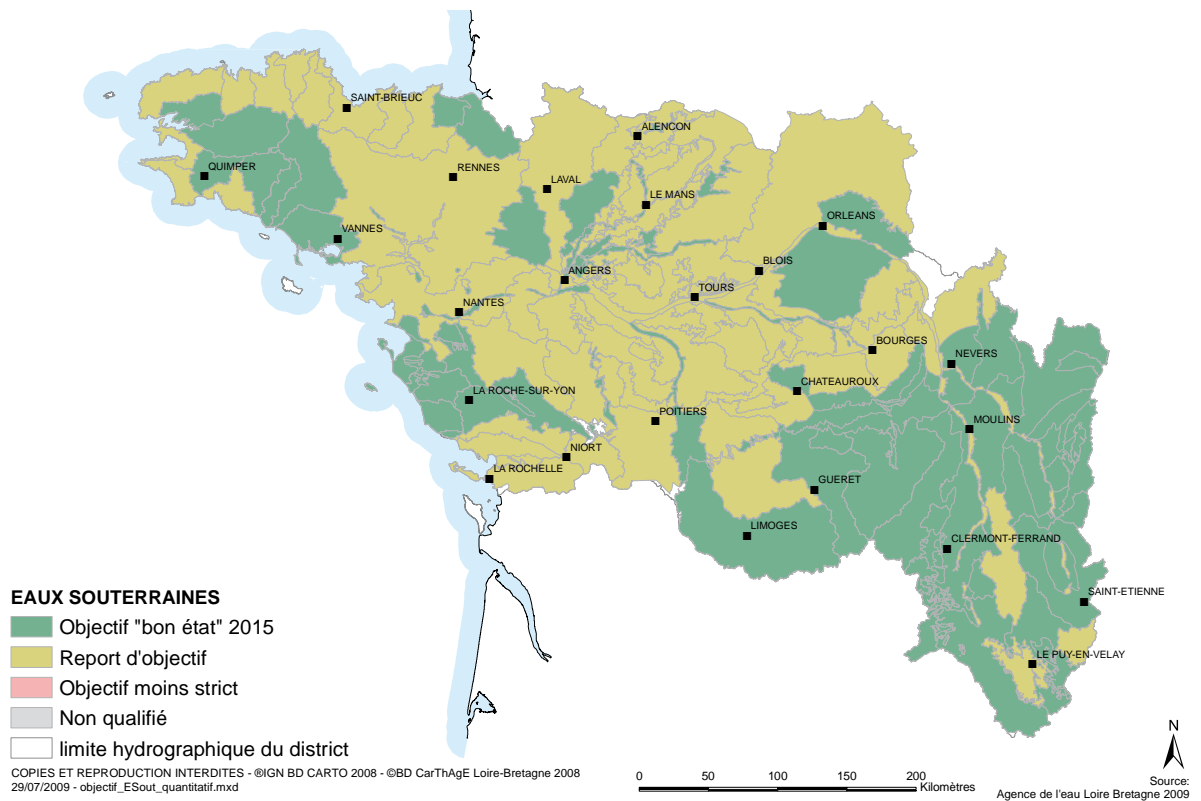 SAINT-BRIEUC
ALENCON
QUIMPER
RENNES
LAVAL
LE MANS
VANNES
ORLEANS
BLOIS
ANGERS
TOURS
NANTES
BOURGES
NEVERS
LA ROCHE-SUR-YON
CHATEAUROUX
POITIERS
MOULINS
NIORT
LA ROCHELLE
GUERET
LIMOGES
CLERMONT-FERRAND
SAINT-ETIENNE
LE PUY-EN-VELAY
EAUX SOUTERRAINES
Objectif "bon état" 2015
Report d'objectif
Objectif moins strict
Non qualifié
limite hydrographique du district
COPIES ET REPRODUCTION INTERDITES - ®IGN BD CARTO 2008 - ©BD CarThAgE Loire-Bretagne 2008
29/07/2009 - objectif_ESout_quantitatif.mxd
0 50 100 150 200
Kilomètres
N
Source:
Agence de l'eau Loire Bretagne 2009